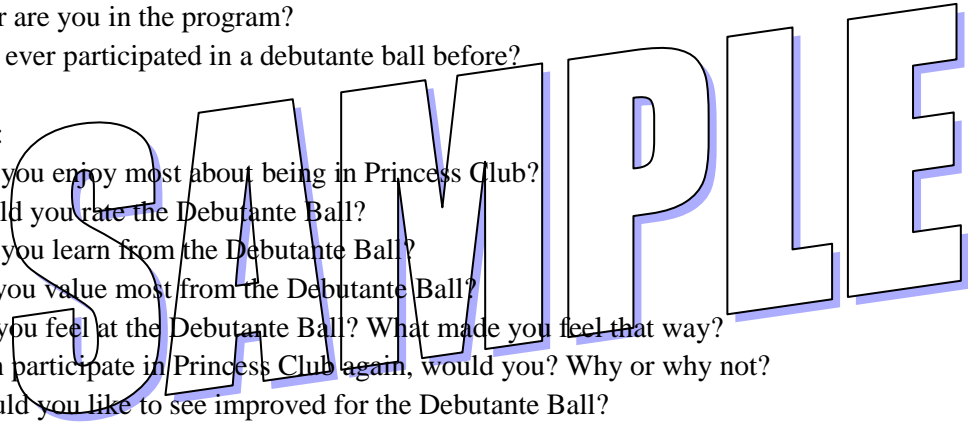 r are you in the program?
ever participated in a debutante ball before?
:
you enjoy most about being in Princess Club?
ld you rate the Debutante Ball?
you learn from the Debutante Ball?
you value most from the Debutante Ball?
you feel at the Debutante Ball? What made you feel that way?
n participate in Princess Club again, would you? Why or why not?
uld you like to see improved for the Debutante Ball?
SAMPLE